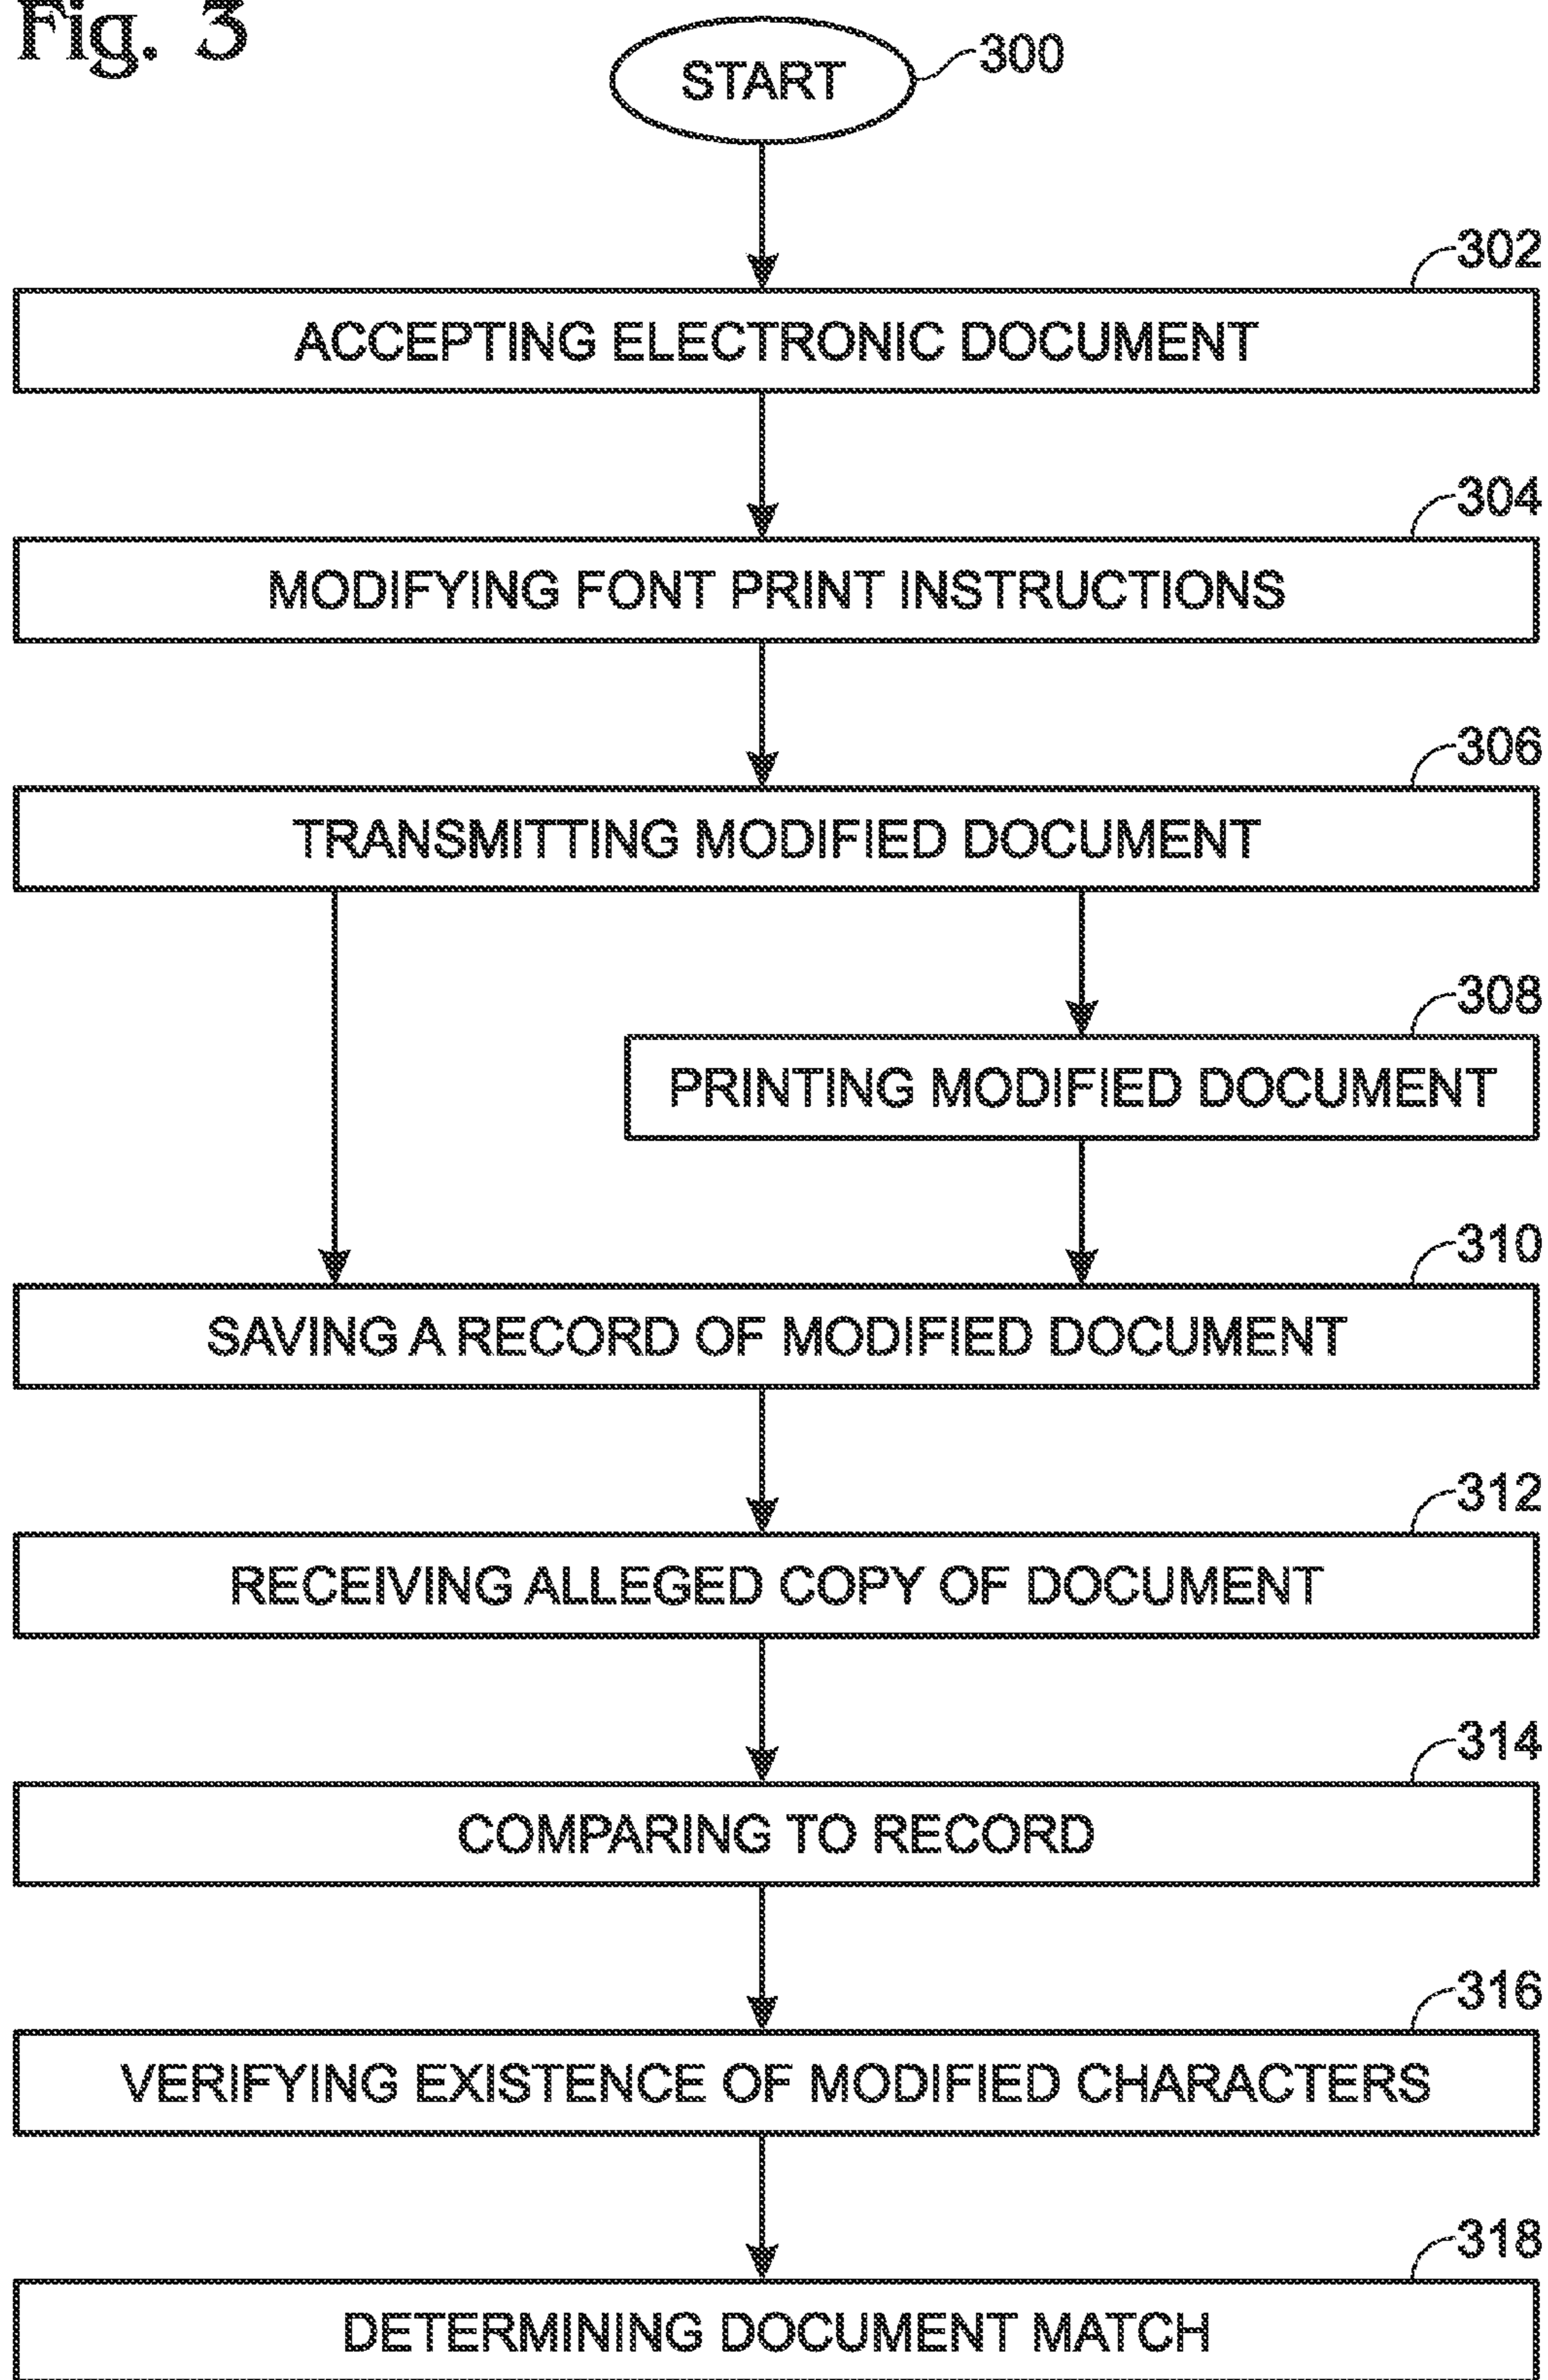 Fig. 3
START
300
302
ACCEPTING ELECTRONIC DOCUMENT
304
MODIFYING FONT PRINT INSTRUCTIONS
306
TRANSMITTING MODIFIED DOCUMENT
308
PRINTING MODIFIED DOCUMENT
310
SAVING A RECORD OF MODIFIED DOCUMENT
312
RECEIVING ALLEGED COPY OF DOCUMENT
314
COMPARING TO RECORD
316
VERIFYING EXISTENCE OF MODIFIED CHARACTERS
318
DETERMINING DOCUMENT MATCH